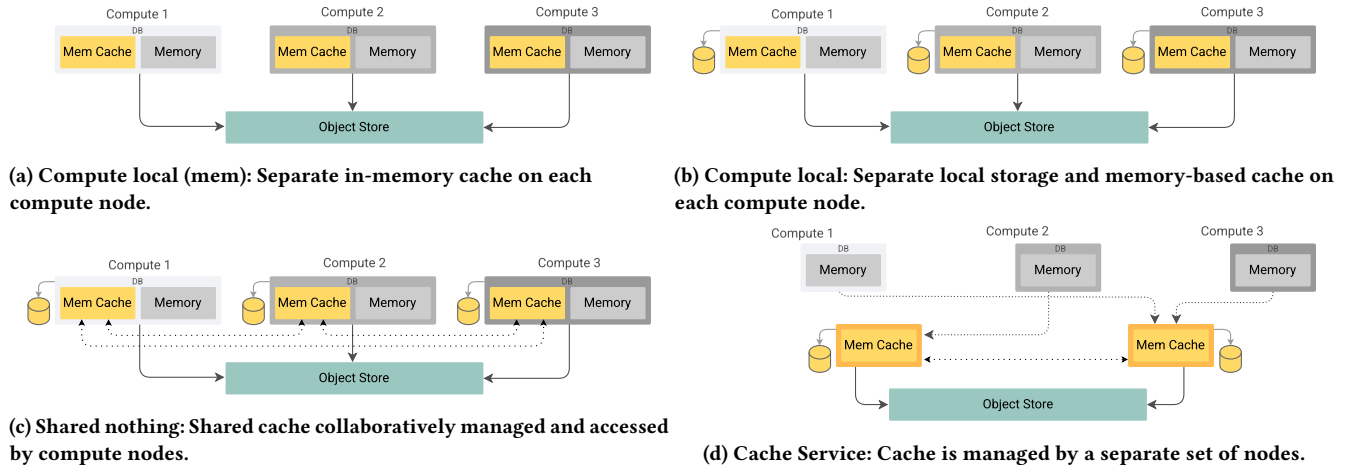 Compute 1
Compute 2
Compute 3
DB
DB
DB
Mem Cache
Memory
Mem Cache
Memory
Mem Cache
Memory
Object Store
(a) Compute local (mem): Separate in-memory cache on each
compute node.
Compute 1
Compute 2
Compute 3
DB
DB
DB
Mem Cache
Memory
Mem Cache
Memory
Mem Cache
Memory
Object Store
(b) Compute local: Separate local storage and memory-based cache on
each compute node.
Compute 1
Compute 2
Compute 3
DB
DB
DB
Mem Cache
Memory
Mem Cache
Memory
Mem Cache
Memory
Object Store
(c) Shared nothing: Shared cache collaboratively managed and accessed
by compute nodes.
Compute 1
Compute 2
Compute 3
DB
DB
DB
Memory
Memory
Memory
Mem Cache
Mem Cache
Object Store
(d) Cache Service: Cache is managed by a separate set of nodes.